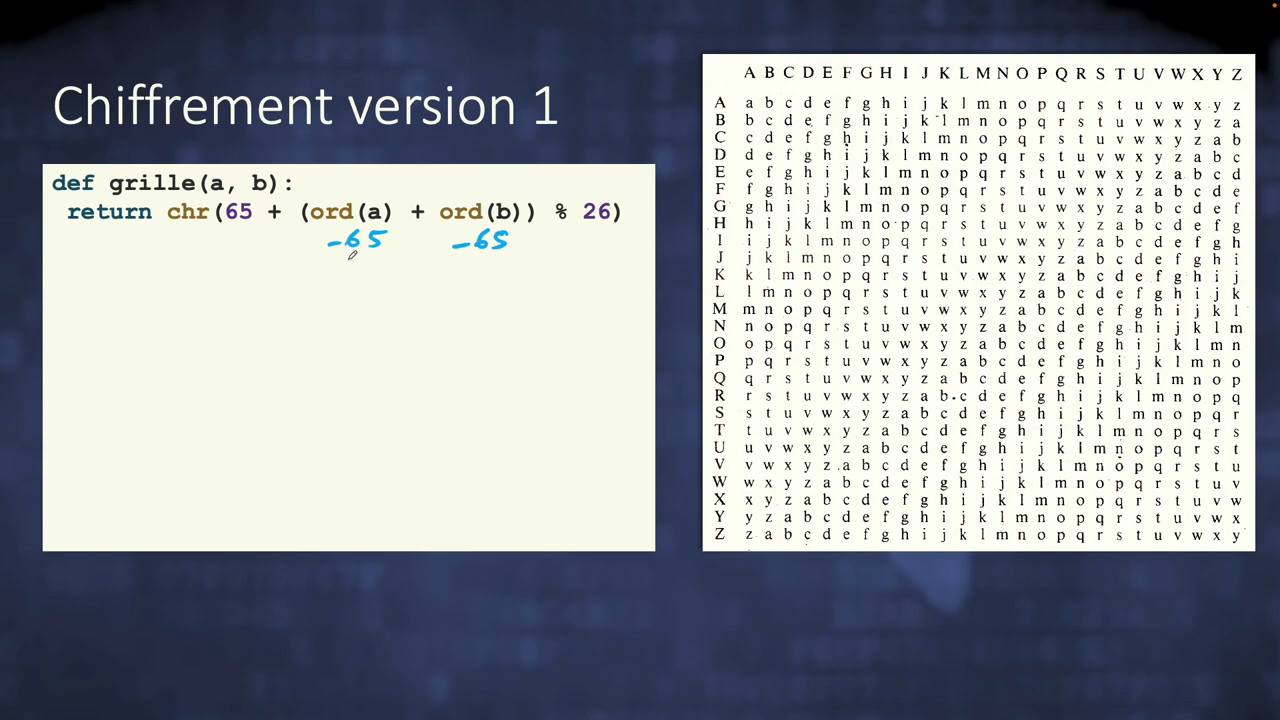 Chiffrement version 1
def grille(a, b):
return chr(65 + (ord(a) + ord(b)) % 26)
-65 -65
A B C D E F G H I J K L M N O P Q R S T U V W X Y Z
A a b c d e f g h i j k l m n o p q r s t u v w x y z
B b c d e f g h i j k l m n o p q r s t u v w x y z a
C c d e f g h i j k l m n o p q r s t u v w x y z a b
D d e f g h i j k l m n o p q r s t u v w x y z a b c
E e f g h i j k l m n o p q r s t u v w x y z a b c d
F f g h i j k l m n o p q r s t u v w x y z a b c d e
G g h i j k l m n o p q r s t u v w x y z a b c d e f
H h i j k l m n o p q r s t u v w x y z a b c d e f g
I i j k l m n o p q r s t u v w x y z a b c d e f g h
J j k l m n o p q r s t u v w x y z a b c d e f g h i
K k l m n o p q r s t u v w x y z a b c d e f g h i j
L l m n o p q r s t u v w x y z a b c d e f g h i j k
M m n o p q r s t u v w x y z a b c d e f g h i j k l
N n o p q r s t u v w x y z a b c d e f g h i j k l m
O o p q r s t u v w x y z a b c d e f g h i j k l m n
P p q r s t u v w x y z a b c d e f g h i j k l m n o
Q q r s t u v w x y z a b c d e f g h i j k l m n o p
R r s t u v w x y z a b c d e f g h i j k l m n o p q
S s t u v w x y z a b c d e f g h i j k l m n o p q r
T t u v w x y z a b c d e f g h i j k l m n o p q r s
U u v w x y z a b c d e f g h i j k l m n o p q r s t
V v w x y z a b c d e f g h i j k l m n o p q r s t u
W w x y z a b c d e f g h i j k l m n o p q r s t u v
X x y z a b c d e f g h i j k l m n o p q r s t u v w
Y y z a b c d e f g h i j k l m n o p q r s t u v w x
Z z a b c d e f g h i j k l m n o p q r s t u v w x y